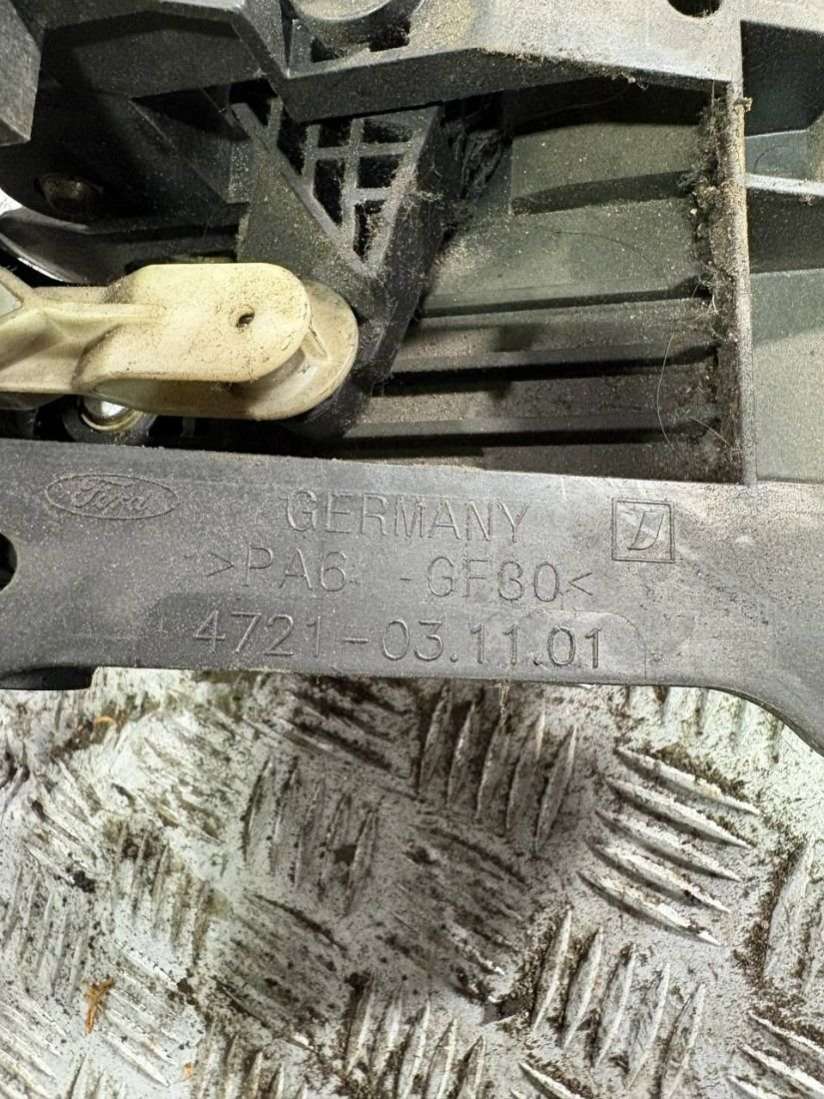 Ford GERMANY
>PA6 -GF30<
4721-03.11.01